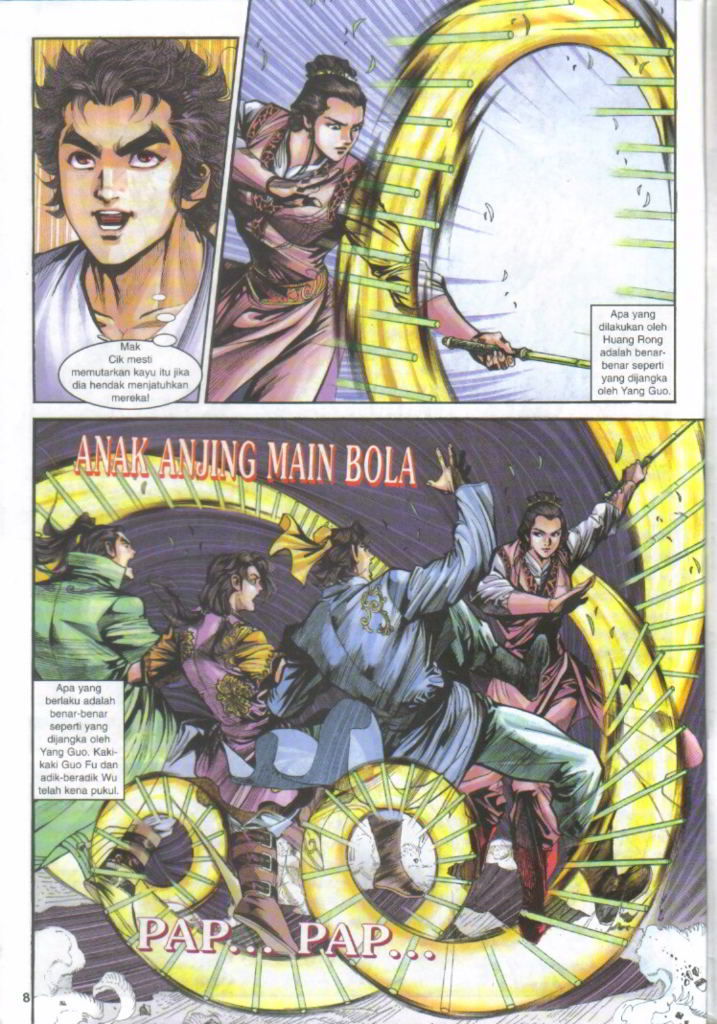 Mak
Cik mesti
memutarkan kayu itu jika
dia hendak menjatuhkan
mereka!
Apa yang
dilakukan oleh
Huang Rong
adalah benar-
benar seperti
yang dijangka
oleh Yang Guo.
ANAK ANJING MAIN BOLA
Apa yang
berlaku adalah
benar-benar
seperti yang
dijangka oleh
Yang Guo. Kaki-
kaki Guo Fu dan
adik-beradik Wu
telah kena pukul.
PAP... PAP...
8